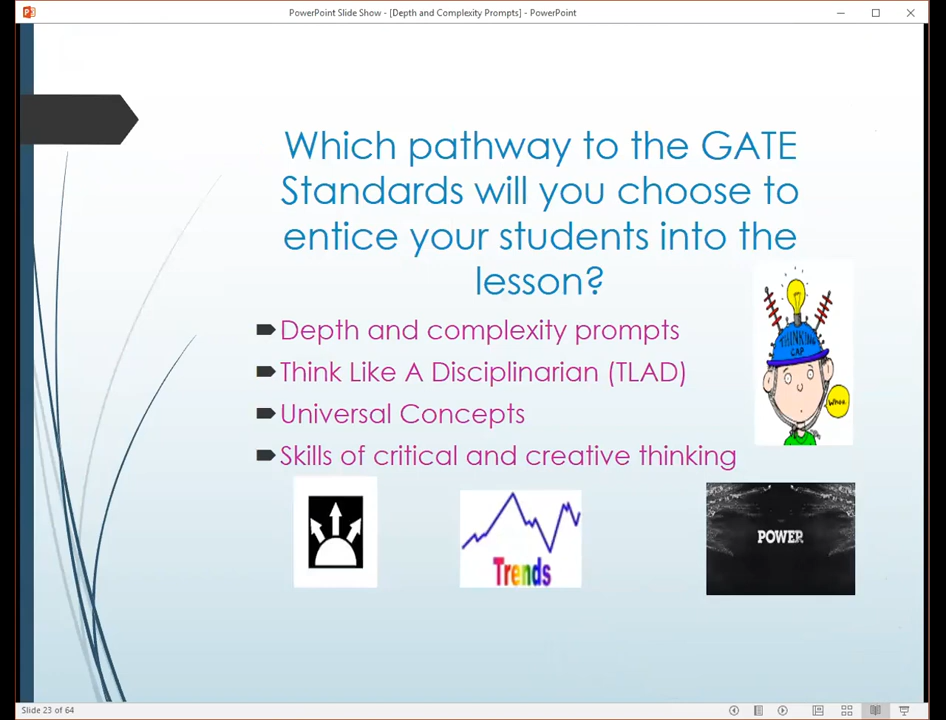 PowerPoint Slide Show - [Depth and Complexity Prompts] - PowerPoint
Which pathway to the GATE
Standards will you choose to
entice your students into the
lesson?
Depth and complexity prompts
Think Like A Disciplinarian (TLAD)
Universal Concepts
Skills of critical and creative thinking
THINKING
CAP
Trends
POWER
Slide 23 of 64